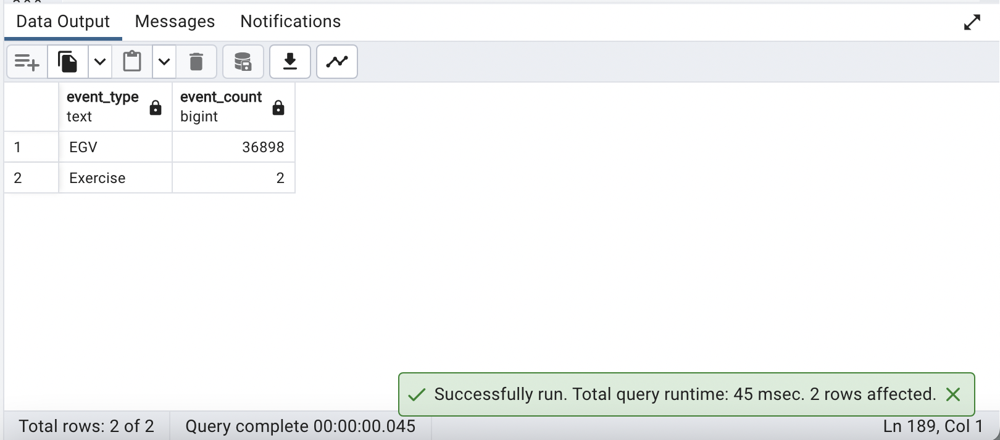 Data Output Messages Notifications
event_type event_count
text bigint
1 EGV 36898
2 Exercise 2
Successfully run. Total query runtime: 45 msec. 2 rows affected.
Total rows: 2 of 2 Query complete 00:00:00.045 Ln 189, Col 1